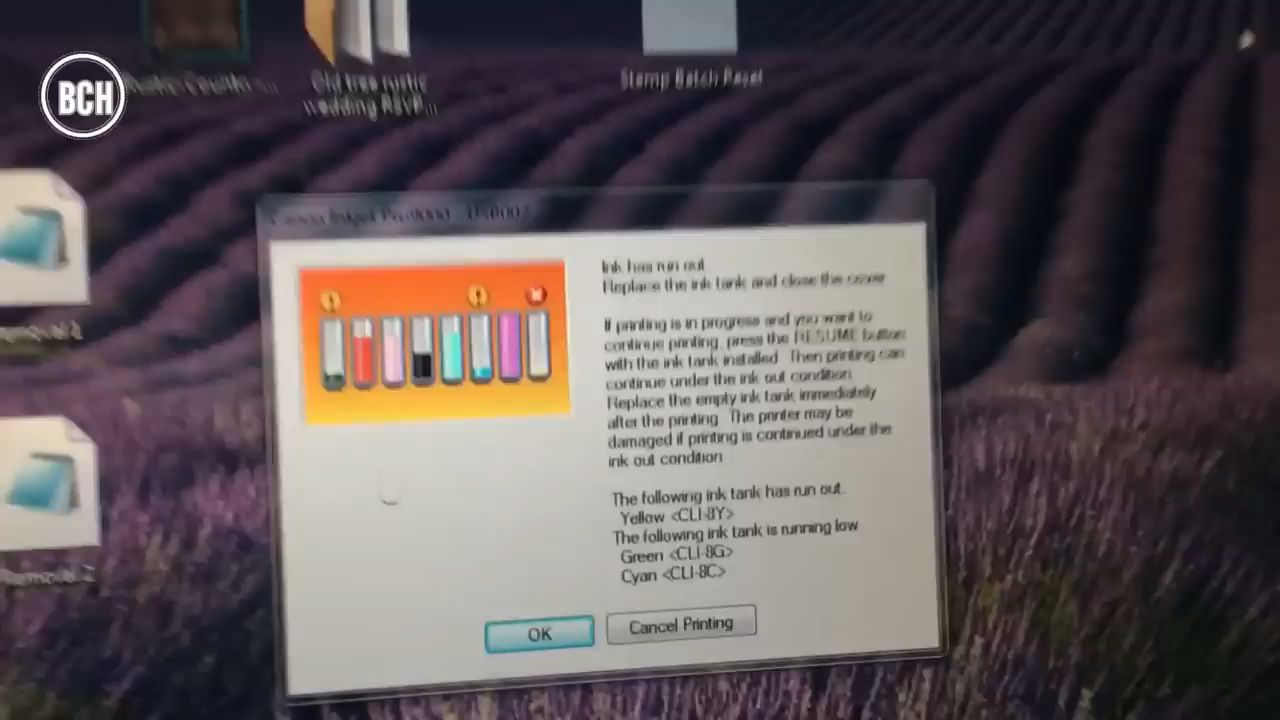 BCH
Old tree rustic
wedding RSVP...
Stamp Batch Reset
Ink has run out
Replace the ink tank and close the cover
If printing is in progress and you want to
continue printing, press the RESUME button
with the ink tank installed. Then printing can
continue under the ink out condition
Replace the empty ink tank immediately
after the printing. The printer may be
damaged if printing is continued under the
ink out condition
The following ink tank has run out.
Yellow <CLI-8Y>
The following ink tank is running low
Green <CLI-8G>
Cyan <CLI-8C>
OK
Cancel Printing